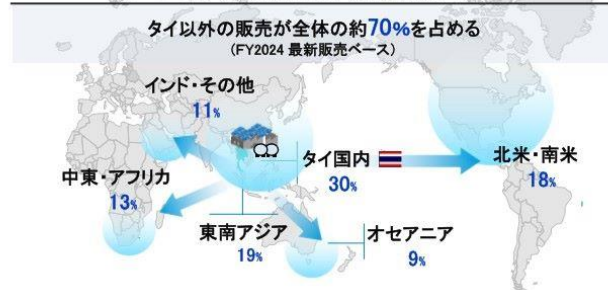 タイ以外の販売が全体の約70%を占める
(FY2024 最新販売ベース)
インド・その他
11%
タイ国内
30%
北米・南米
18%
中東・アフリカ
13%
東南アジア
19%
オセアニア
9%